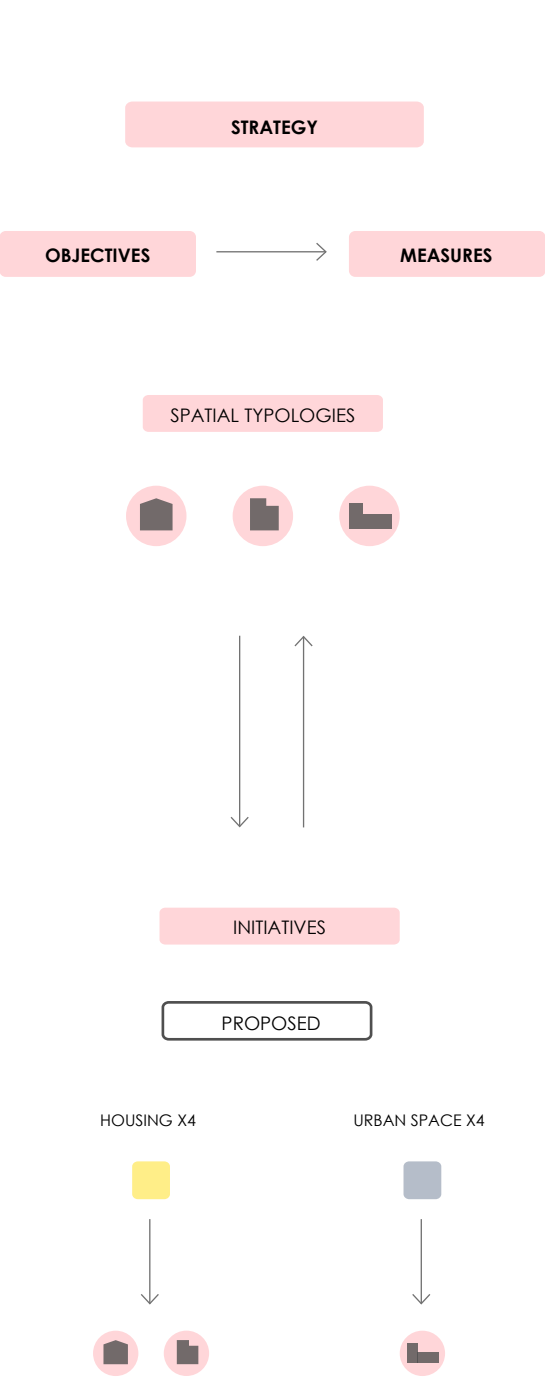 STRATEGY
OBJECTIVES
MEASURES
SPATIAL TYPOLOGIES
INITIATIVES
PROPOSED
HOUSING X4
URBAN SPACE X4